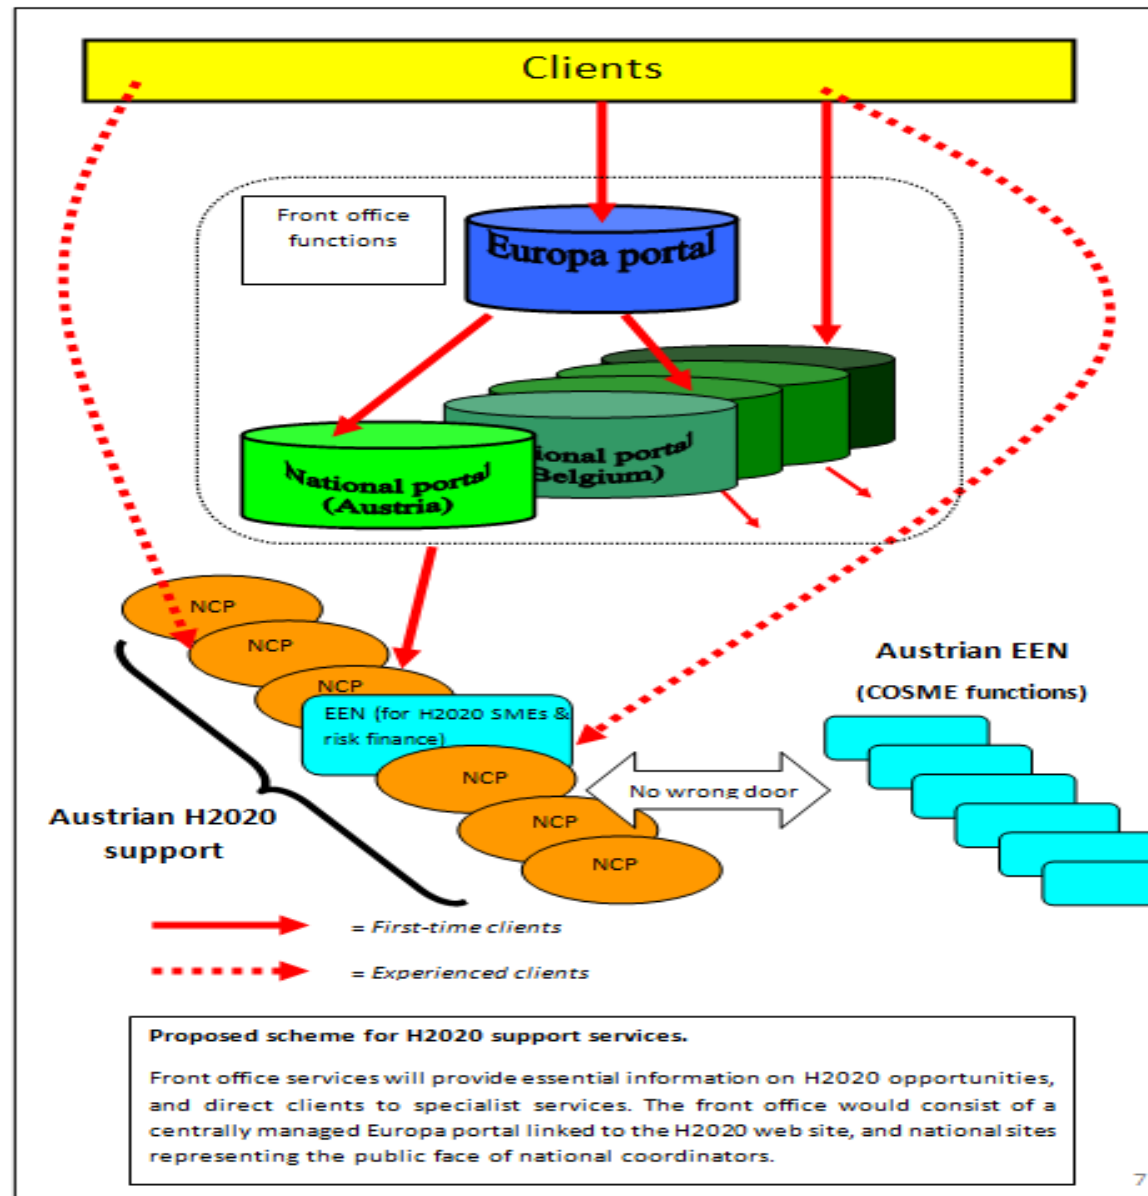 Clients
Front office
functions
Europa portal
ional portal
Belgium)
National portal
(Austria)
NCP
NCP
NCP
EEN (for H2020 SMEs &
risk finance)
NCP
NCP
NCP
No wrong door
Austrian EEN
(COSME functions)
Austrian H2020
support
= First-time clients
= Experienced clients
Proposed scheme for H2020 support services.
Front office services will provide essential information on H2020 opportunities,
and direct clients to specialist services. The front office would consist of a
centrally managed Europa portal linked to the H2020 web site, and national sites
representing the public face of national coordinators.
7